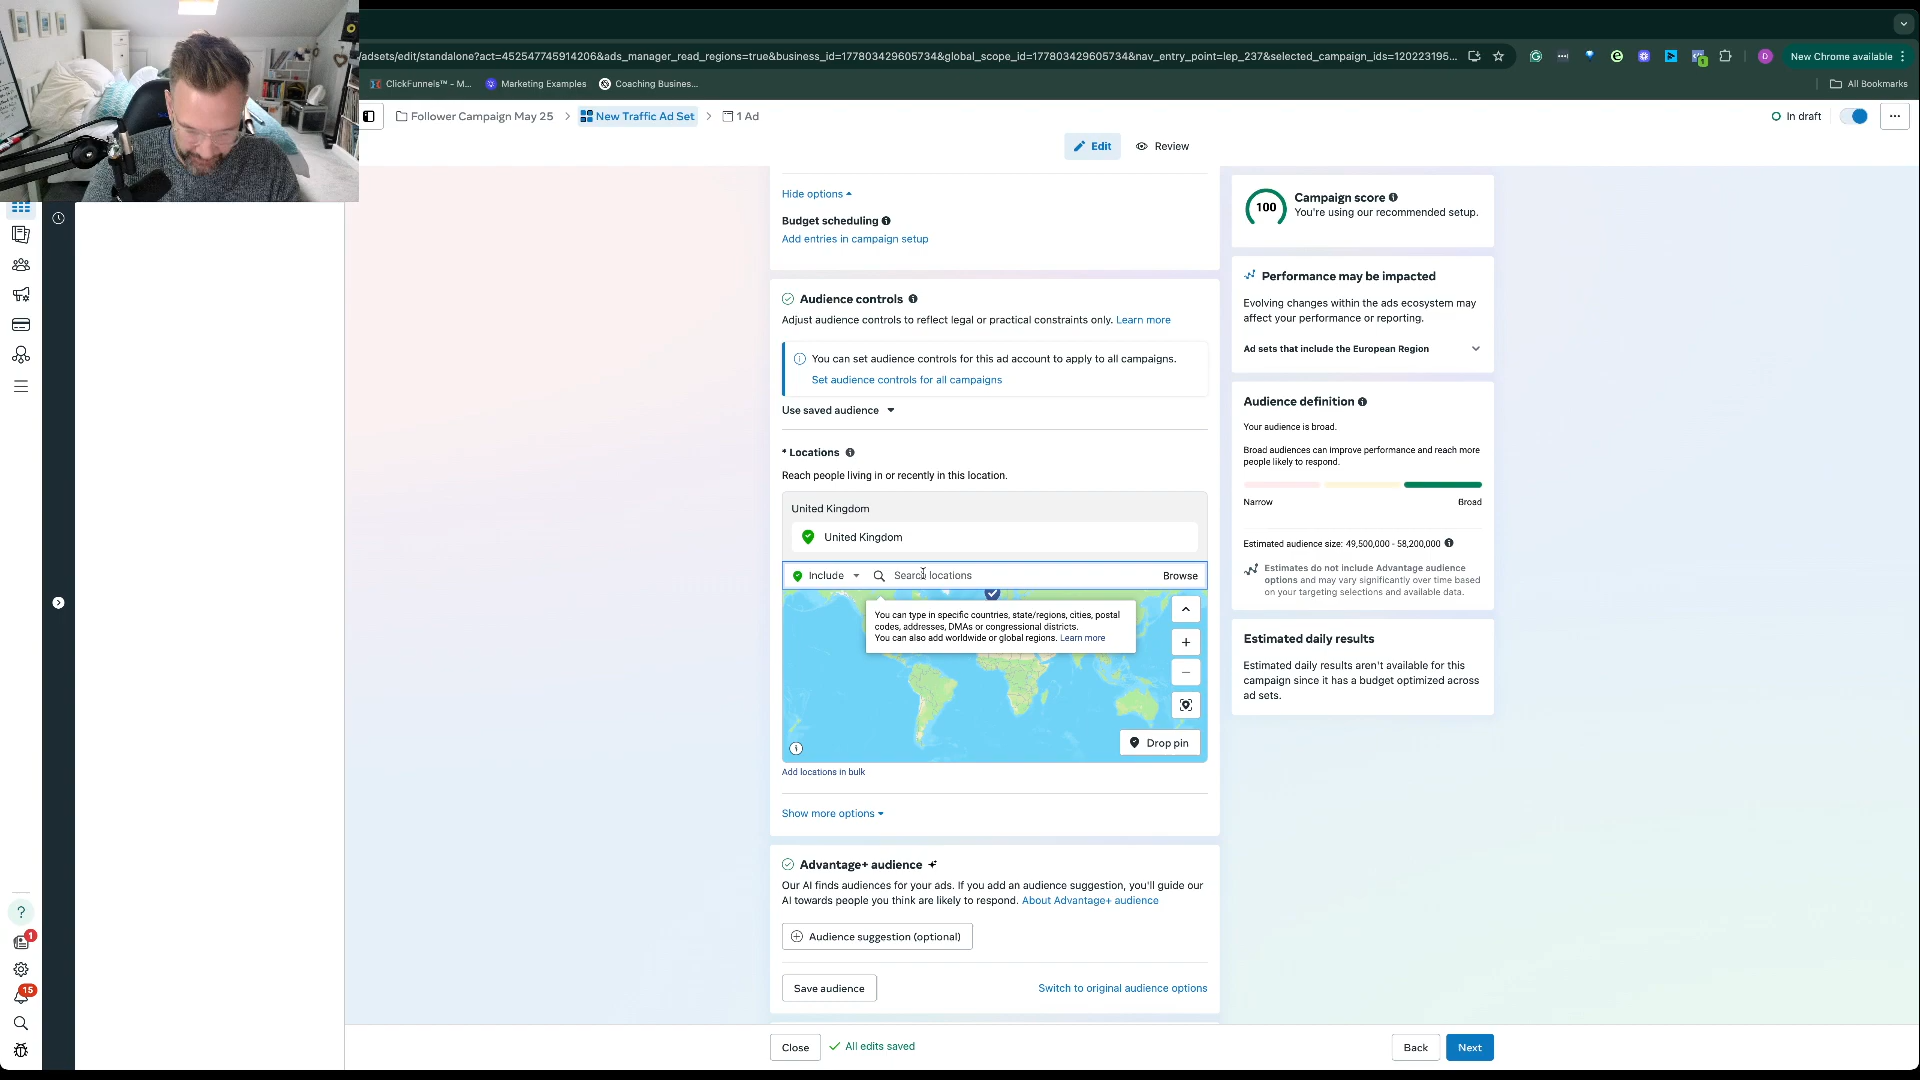 /adsets/edit/standalone?act=452547745914206&ads_manager_read_regions=true&business_id=177803429605734&global_scope_id=177803429605734&nav_entry_point=lep_237&selected_campaign_ids=120223195...
New Chrome available
ClickFunnels™ - M...
Marketing Examples
Coaching Busines...
All Bookmarks
Follower Campaign May 25
New Traffic Ad Set
1 Ad
In draft
Edit
Review
Hide options
Budget scheduling
Add entries in campaign setup
Audience controls
Adjust audience controls to reflect legal or practical constraints only. Learn more
You can set audience controls for this ad account to apply to all campaigns.
Set audience controls for all campaigns
Use saved audience
* Locations
Reach people living in or recently in this location.
United Kingdom
United Kingdom
Include
Search locations
Browse
You can type in specific countries, state/regions, cities, postal
codes, addresses, DMAs or congressional districts.
You can also add worldwide or global regions. Learn more
Drop pin
Add locations in bulk
Show more options
Advantage+ audience
Our AI finds audiences for your ads. If you add an audience suggestion, you'll guide our
AI towards people you think are likely to respond. About Advantage+ audience
Audience suggestion (optional)
Save audience
Switch to original audience options
Close
All edits saved
Back
Next
100
Campaign score
You're using our recommended setup.
Performance may be impacted
Evolving changes within the ads ecosystem may
affect your performance or reporting.
Ad sets that include the European Region
Audience definition
Your audience is broad.
Broad audiences can improve performance and reach more
people likely to respond.
Narrow
Broad
Estimated audience size: 49,500,000 - 58,200,000
Estimates do not include Advantage audience
options and may vary significantly over time based
on your targeting selections and available data.
Estimated daily results
Estimated daily results aren't available for this
campaign since it has a budget optimized across
ad sets.
1
15
D
1